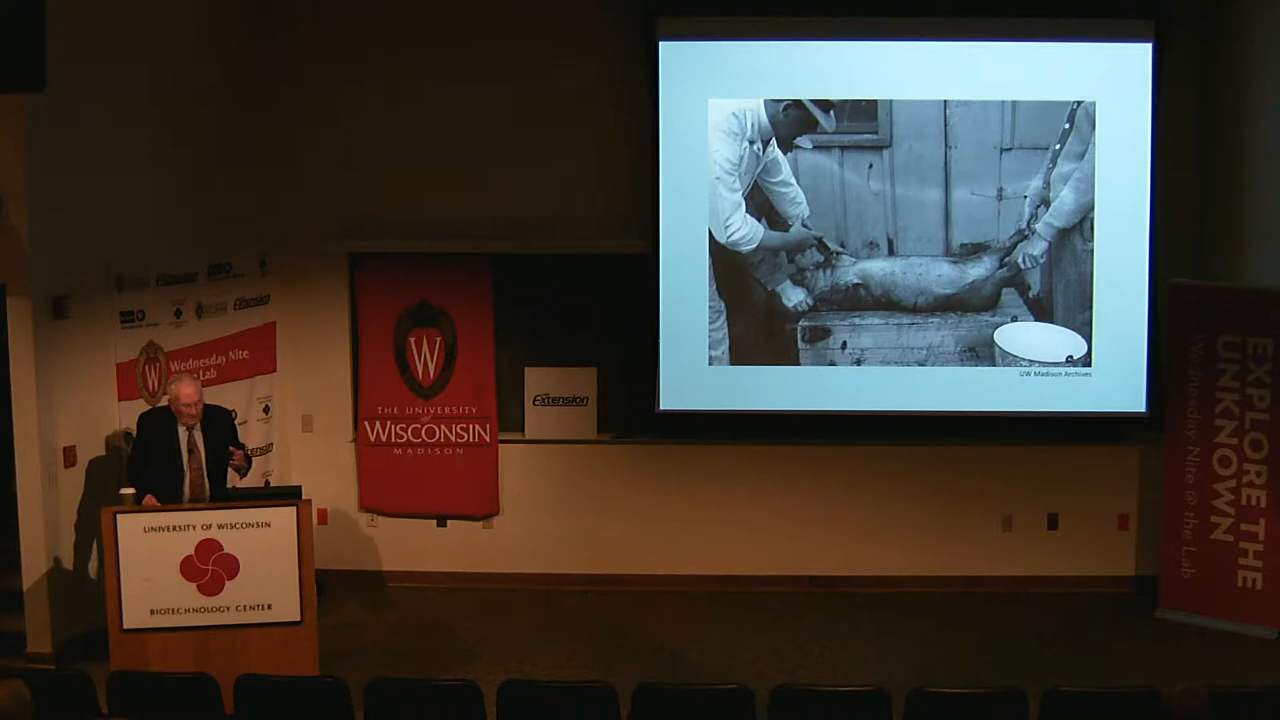 UW Madison Archives
Extension
Wednesday Nite
Lab
W
THE UNIVERSITY
of
WISCONSIN
MADISON
Extension
UNIVERSITY OF WISCONSIN
BIOTECHNOLOGY CENTER
EXPLORE THE
UNKNOWN
Wednesday Nite @ the Lab